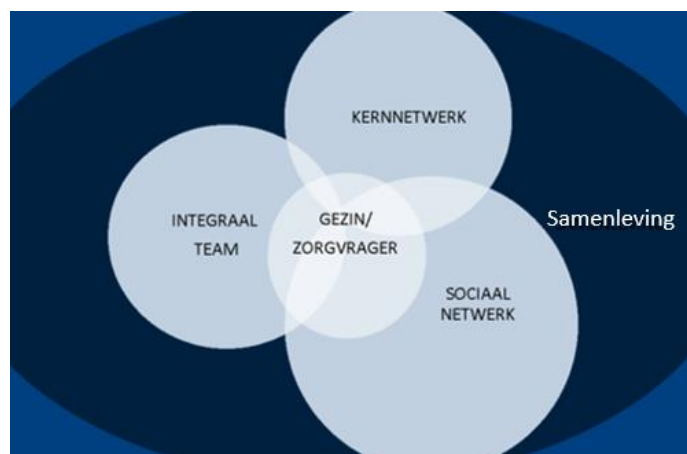 KERNNETWERK
INTEGRAAL
TEAM
GEZIN/
ZORGVRAGER
Samenleving
SOCIAAL
NETWERK